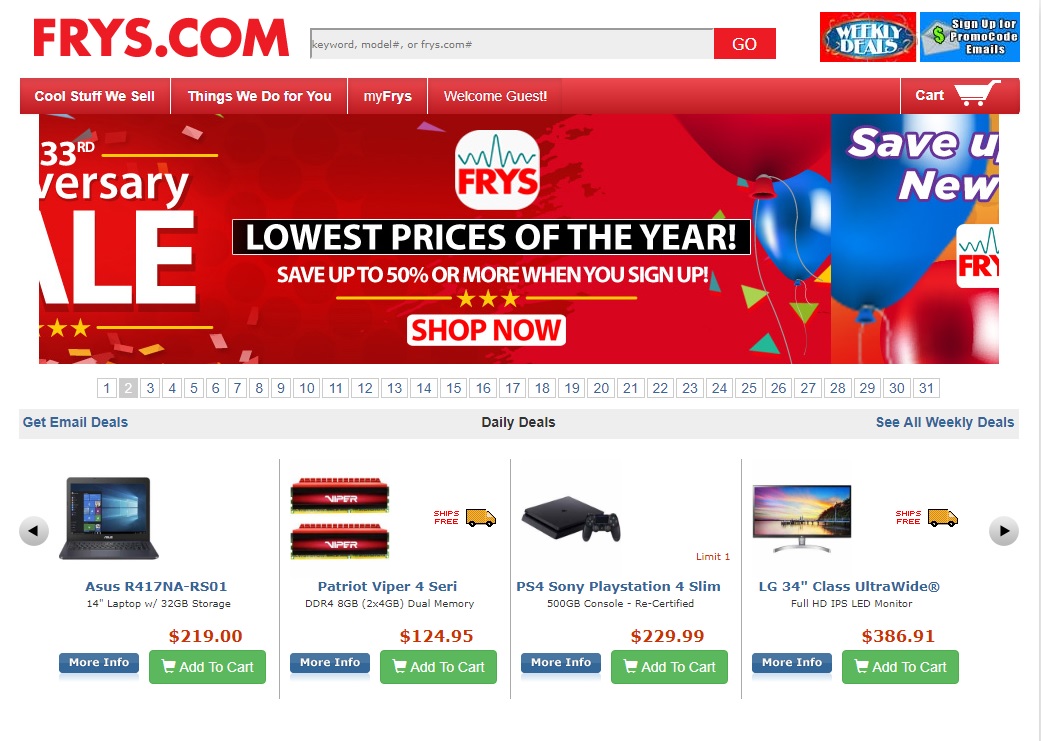 FRYS.COM
keyword, model#, or frys.com#
GO
WEEKLY
DEALS
Sign Up for
PromoCode
Emails
$
Cool Stuff We Sell
Things We Do for You
myFrys
Welcome Guest!
Cart
33RD
versary
ALE
FRYS
LOWEST PRICES OF THE YEAR!
SAVE UP TO 50% OR MORE WHEN YOU SIGN UP!
SHOP NOW
Save u
New
FRY
1 2 3 4 5 6 7 8 9 10 11 12 13 14 15 16 17 18 19 20 21 22 23 24 25 26 27 28 29 30 31
Get Email Deals
Daily Deals
See All Weekly Deals
Asus R417NA-RS01
14" Laptop w/ 32GB Storage
$219.00
More Info
Add To Cart
VIPER
VIPER
SHIPS
FREE
Patriot Viper 4 Seri
DDR4 8GB (2x4GB) Dual Memory
$124.95
More Info
Add To Cart
Limit 1
PS4 Sony Playstation 4 Slim
500GB Console - Re-Certified
$229.99
More Info
Add To Cart
SHIPS
FREE
LG 34" Class UltraWide®
Full HD IPS LED Monitor
$386.91
More Info
Add To Cart